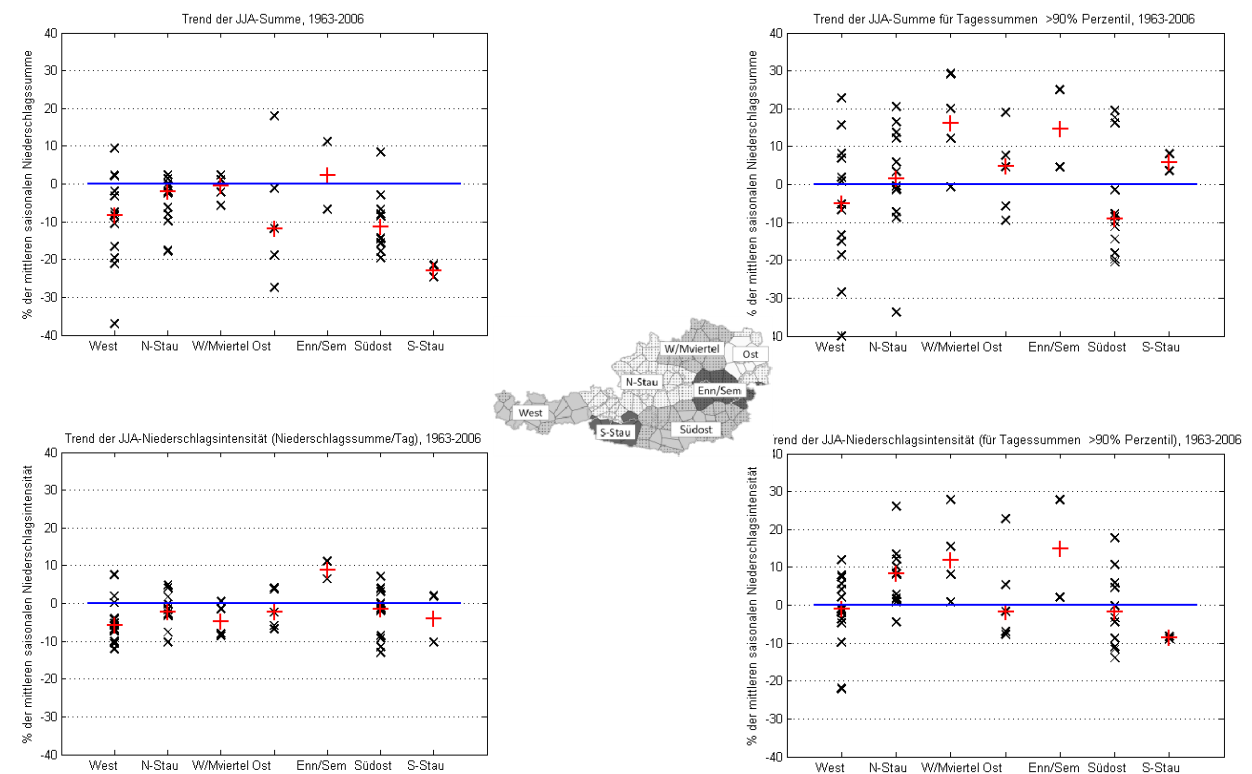 Trend der JJA-Summe, 1963-2006
% der mittleren saisonalen Niederschlagssumme
40
30
20
10
0
-10
-20
-30
-40
West N-Stau W/Mviertel Ost Enn/Sem Südost S-Stau
Trend der JJA-Summe für Tagessummen >90% Perzentil, 1963-2006
% der mittleren saisonalen Niederschlagssumme
40
30
20
10
0
-10
-20
-30
40
West N-Stau W/Mviertel Ost Enn/Sem Südost S-Stau
W/Mviertel
Ost
N-Stau
Enn/Sem
West
S-Stau
Südost
Trend der JJA-Niederschlagsintensität (Niederschlagssumme/Tag), 1963-2006
% der mittleren saisonalen Niederschlagsintensität
40
30
20
10
0
-10
-20
-30
-40
West N-Stau W/Mviertel Ost Enn/Sem Südost S-Stau
rend der JJA-Niederschlagsintensität (für Tagessummen >90% Perzentil), 1963-2006
% der mittleren saisonalen Niederschlagsintensität
40
30
20
10
0
-10
-20
-30
-40
West N-Stau W/Mviertel Ost Enn/Sem Südost S-Stau